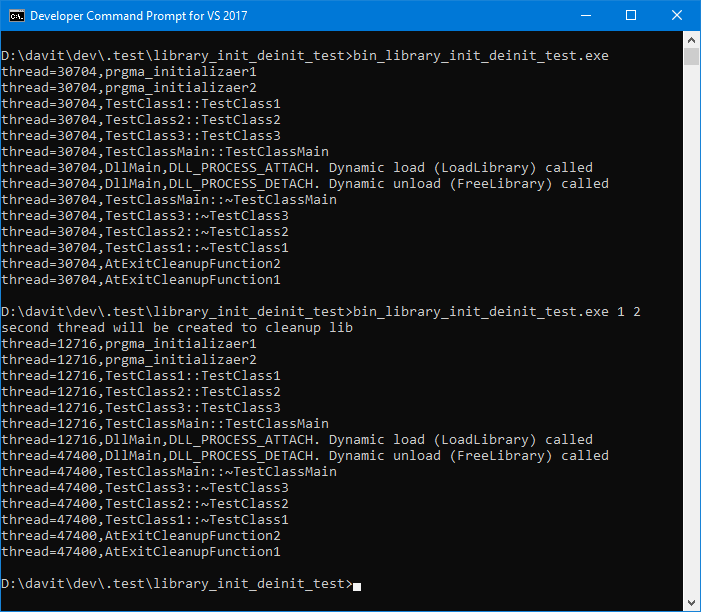 Developer Command Prompt for VS 2017
D:\davit\dev\.test\library_init_deinit_test>bin_library_init_deinit_test.exe
thread=30704,prgma_initializaer1
thread=30704,prgma_initializaer2
thread=30704,TestClass1::TestClass1
thread=30704,TestClass2::TestClass2
thread=30704,TestClass3::TestClass3
thread=30704,TestClassMain::TestClassMain
thread=30704,DllMain,DLL_PROCESS_ATTACH. Dynamic load (LoadLibrary) called
thread=30704,DllMain,DLL_PROCESS_DETACH. Dynamic unload (FreeLibrary) called
thread=30704,TestClassMain::~TestClassMain
thread=30704,TestClass3::~TestClass3
thread=30704,TestClass2::~TestClass2
thread=30704,TestClass1::~TestClass1
thread=30704,AtExitCleanupFunction2
thread=30704,AtExitCleanupFunction1
D:\davit\dev\.test\library_init_deinit_test>bin_library_init_deinit_test.exe 1 2
second thread will be created to cleanup lib
thread=12716,prgma_initializaer1
thread=12716,prgma_initializaer2
thread=12716,TestClass1::TestClass1
thread=12716,TestClass2::TestClass2
thread=12716,TestClass3::TestClass3
thread=12716,TestClassMain::TestClassMain
thread=12716,DllMain,DLL_PROCESS_ATTACH. Dynamic load (LoadLibrary) called
thread=47400,DllMain,DLL_PROCESS_DETACH. Dynamic unload (FreeLibrary) called
thread=47400,TestClassMain::~TestClassMain
thread=47400,TestClass3::~TestClass3
thread=47400,TestClass2::~TestClass2
thread=47400,TestClass1::~TestClass1
thread=47400,AtExitCleanupFunction2
thread=47400,AtExitCleanupFunction1
D:\davit\dev\.test\library_init_deinit_test>